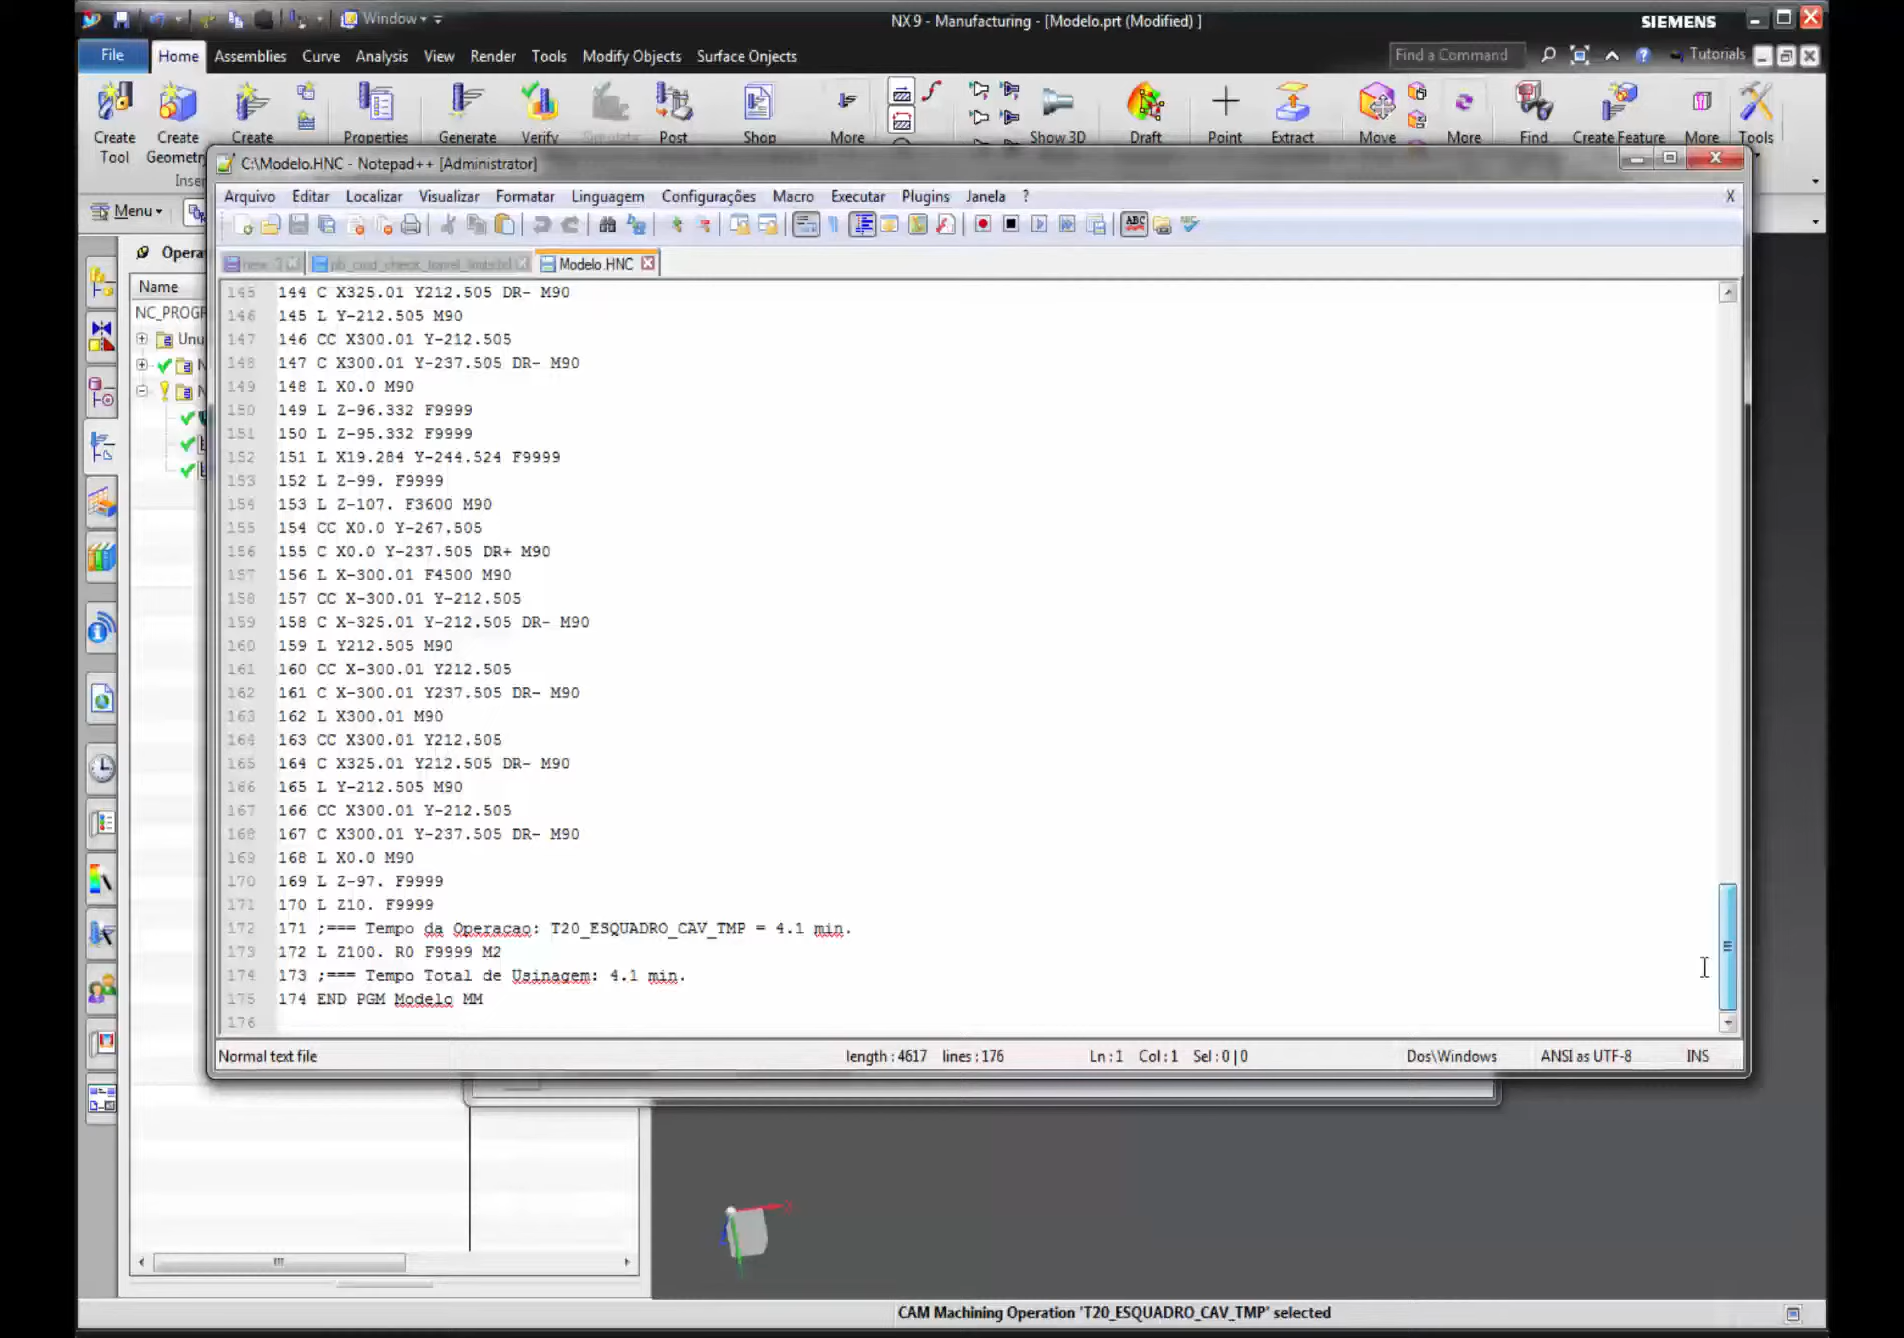 Window
NX 9 - Manufacturing - [Modelo.prt (Modified) ]
SIEMENS
File Home Assemblies Curve Analysis View Render Tools Modify Objects Surface Onjects
Find a Command
Tutorials
Create Tool
Create Geometry
Create
Properties
Generate
Verify
Simulate
Post
Shop
More
Show 3D
Draft
Point
Extract
Move
More
Find
Create Feature
More
Tools
Menu
C:\Modelo.HNC - Notepad++ [Administrator]
Arquivo Editar Localizar Visualizar Formatar Linguagem Configurações Macro Executar Plugins Janela ? X
new 2 Modelo.HNC
Opera
Name
NC_PROGR
Unu
145 144 C X325.01 Y212.505 DR- M90
146 145 L Y-212.505 M90
147 146 CC X300.01 Y-212.505
148 147 C X300.01 Y-237.505 DR- M90
149 148 L X0.0 M90
150 149 L Z-96.332 F9999
151 150 L Z-95.332 F9999
152 151 L X19.284 Y-244.524 F9999
153 152 L Z-99. F9999
154 153 L Z-107. F3600 M90
155 154 CC X0.0 Y-267.505
156 155 C X0.0 Y-237.505 DR+ M90
157 156 L X-300.01 F4500 M90
158 157 CC X-300.01 Y-212.505
159 158 C X-325.01 Y-212.505 DR- M90
160 159 L Y212.505 M90
161 160 CC X-300.01 Y212.505
162 161 C X-300.01 Y237.505 DR- M90
163 162 L X300.01 M90
164 163 CC X300.01 Y212.505
165 164 C X325.01 Y212.505 DR- M90
166 165 L Y-212.505 M90
167 166 CC X300.01 Y-212.505
168 167 C X300.01 Y-237.505 DR- M90
169 168 L X0.0 M90
170 169 L Z-97. F9999
171 170 L Z10. F9999
172 171 ;=== Tempo da Operacao: T20_ESQUADRO_CAV_TMP = 4.1 min.
173 172 L Z100. R0 F9999 M2
174 173 ;=== Tempo Total de Usinagem: 4.1 min.
175 174 END PGM Modelo MM
176
Normal text file length : 4617 lines : 176 Ln : 1 Col : 1 Sel : 0 | 0 Dos\Windows ANSI as UTF-8 INS
X
CAM Machining Operation 'T20_ESQUADRO_CAV_TMP' selected